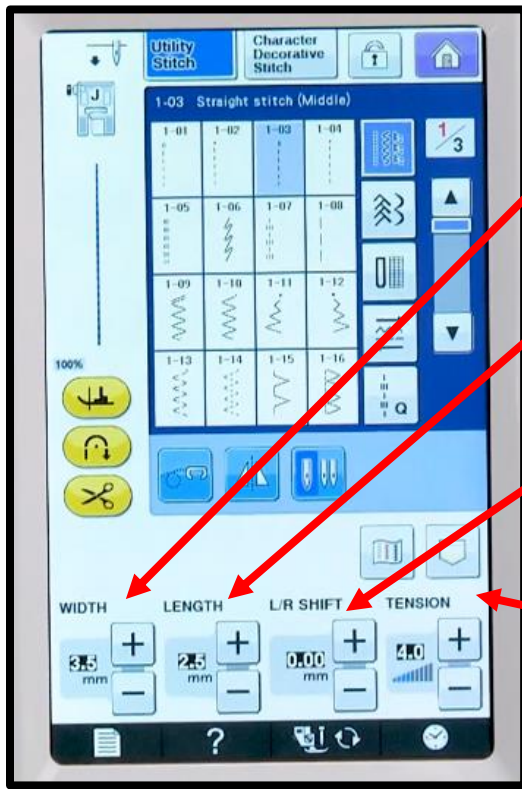 Utility
Stitch
Character
Decorative
Stitch
J
1-03 Straight stitch (Middle)
1-01 1-02 1-03 1-04
1/3
1-05 1-06 1-07 1-08
1-09 1-10 1-11 1-12
1-13 1-14 1-15 1-16
100%
Q
WIDTH LENGTH L/R SHIFT TENSION
3.5 2.5 0.00 4.0
mm mm mm
?